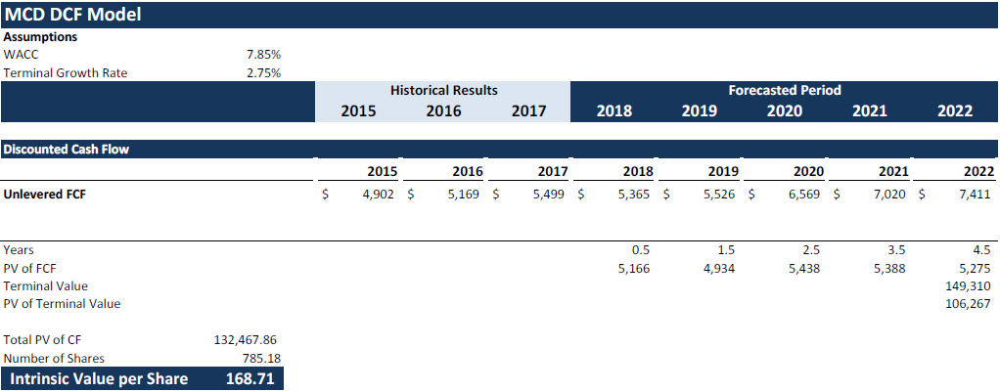 MCD DCF Model
Assumptions
WACC 7.85%
Terminal Growth Rate 2.75%
Historical Results Forecasted Period
2015 2016 2017 2018 2019 2020 2021 2022
Discounted Cash Flow
2015 2016 2017 2018 2019 2020 2021 2022
Unlevered FCF $ 4,902 $ 5,169 $ 5,499 $ 5,365 $ 5,526 $ 6,569 $ 7,020 $ 7,411
Years 0.5 1.5 2.5 3.5 4.5
PV of FCF 5,166 4,934 5,438 5,388 5,275
Terminal Value 149,310
PV of Terminal Value 106,267
Total PV of CF 132,467.86
Number of Shares 785.18
Intrinsic Value per Share 168.71